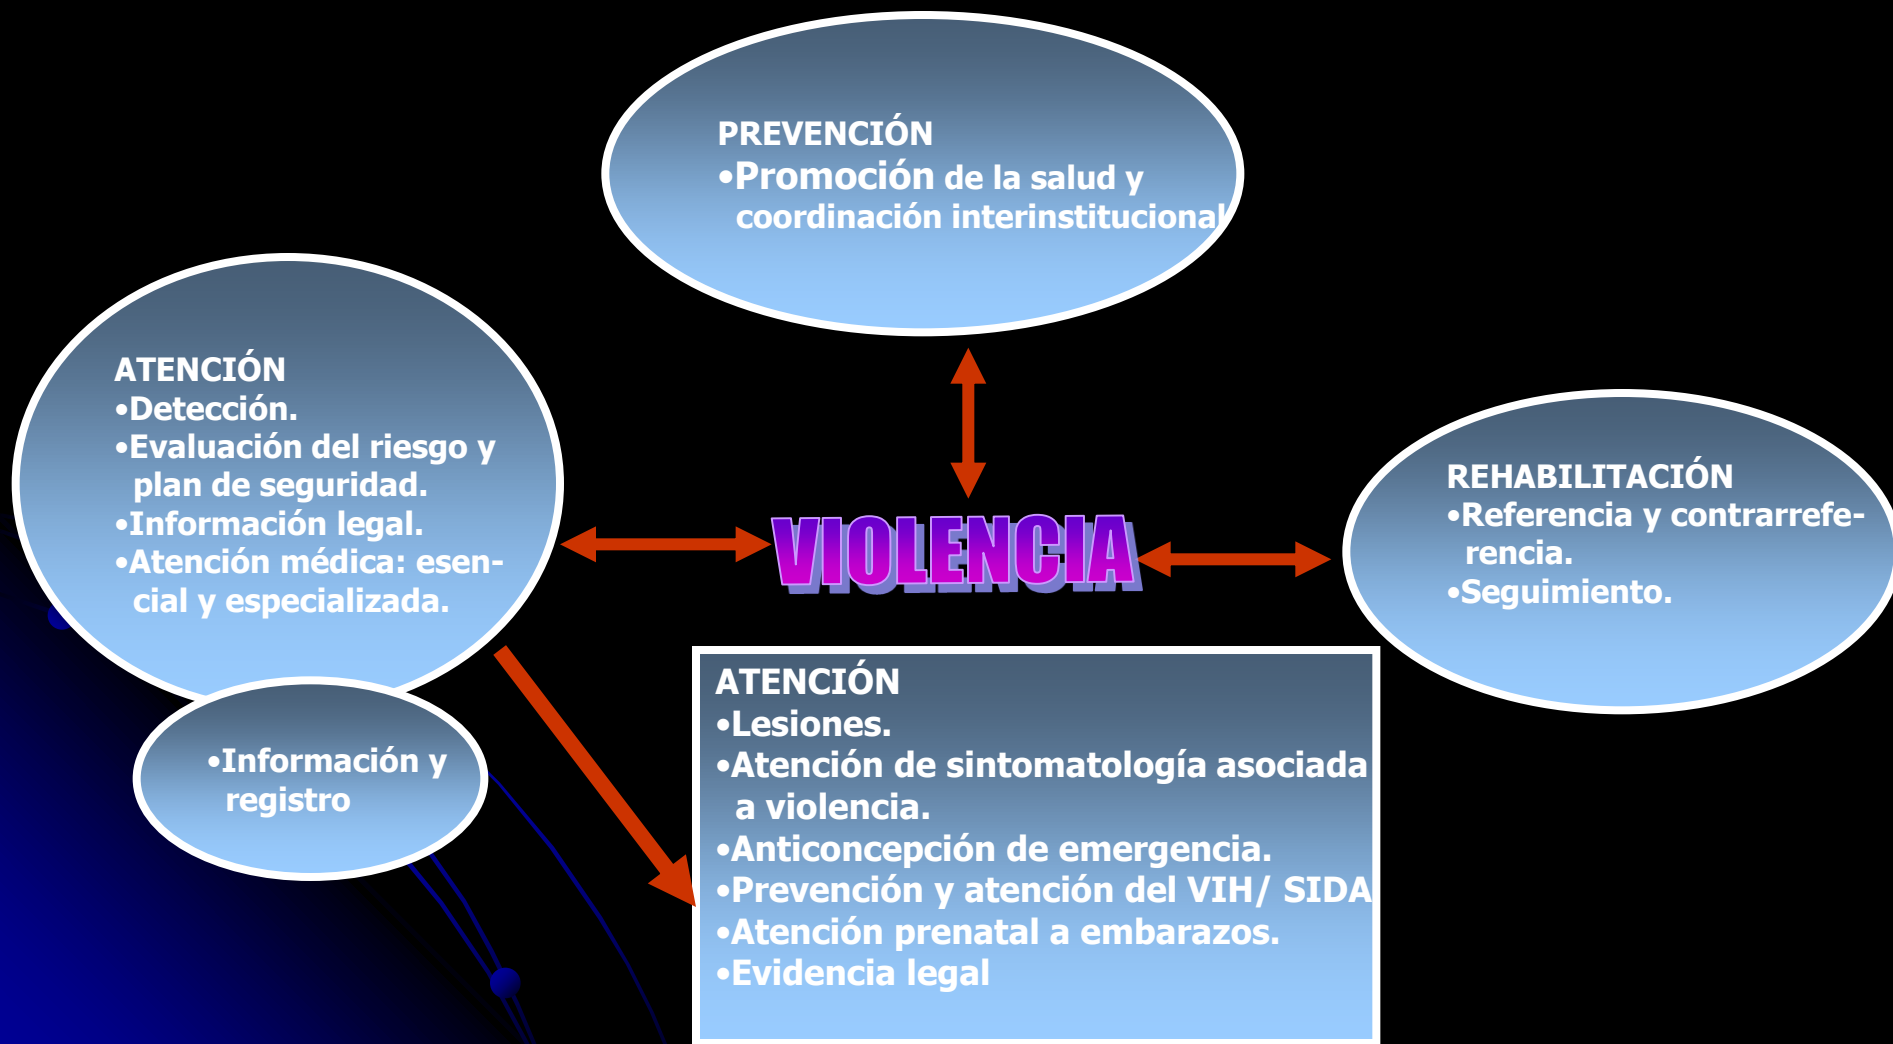 PREVENCIÓN
•Promoción de la salud y
coordinación interinstitucional
ATENCIÓN
•Detección.
•Evaluación del riesgo y
plan de seguridad.
•Información legal.
•Atención médica: esen-
cial y especializada.
•Información y
registro
VIOLENCIA
REHABILITACIÓN
•Referencia y contrarrefe-
rencia.
•Seguimiento.
ATENCIÓN
•Lesiones.
•Atención de sintomatología asociada
a violencia.
•Anticoncepción de emergencia.
•Prevención y atención del VIH/ SIDA
•Atención prenatal a embarazos.
•Evidencia legal